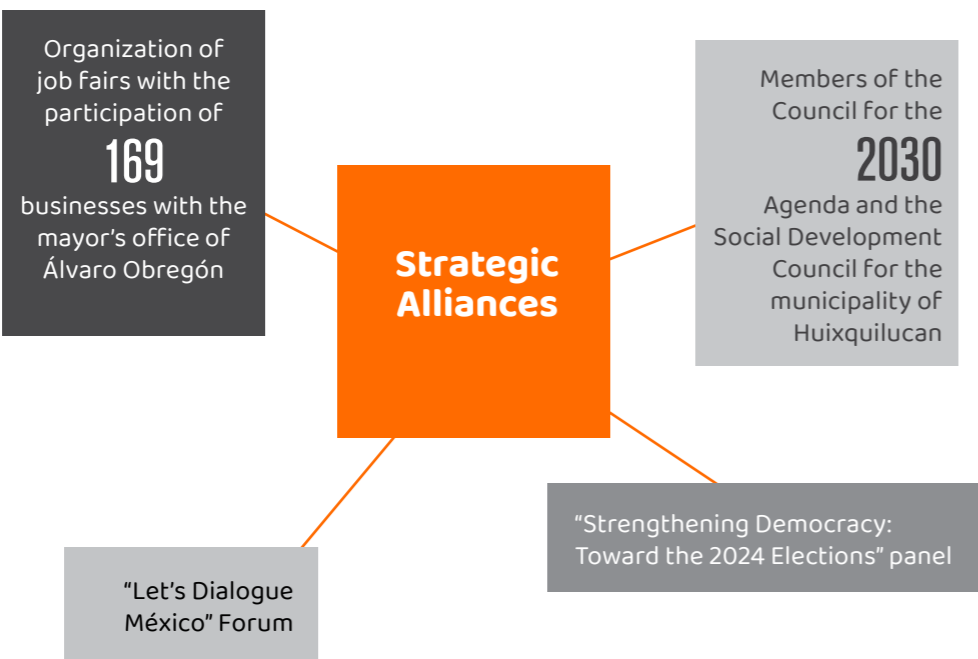 Organization of
job fairs with the
participation of
169
businesses with the
mayor's office of
Álvaro Obregón
Members of the
Council for the
2030
Agenda and the
Social Development
Council for the
municipality of
Huixquilucan
Strategic
Alliances
"Strengthening Democracy:
Toward the 2024 Elections" panel
"Let's Dialogue
México" Forum